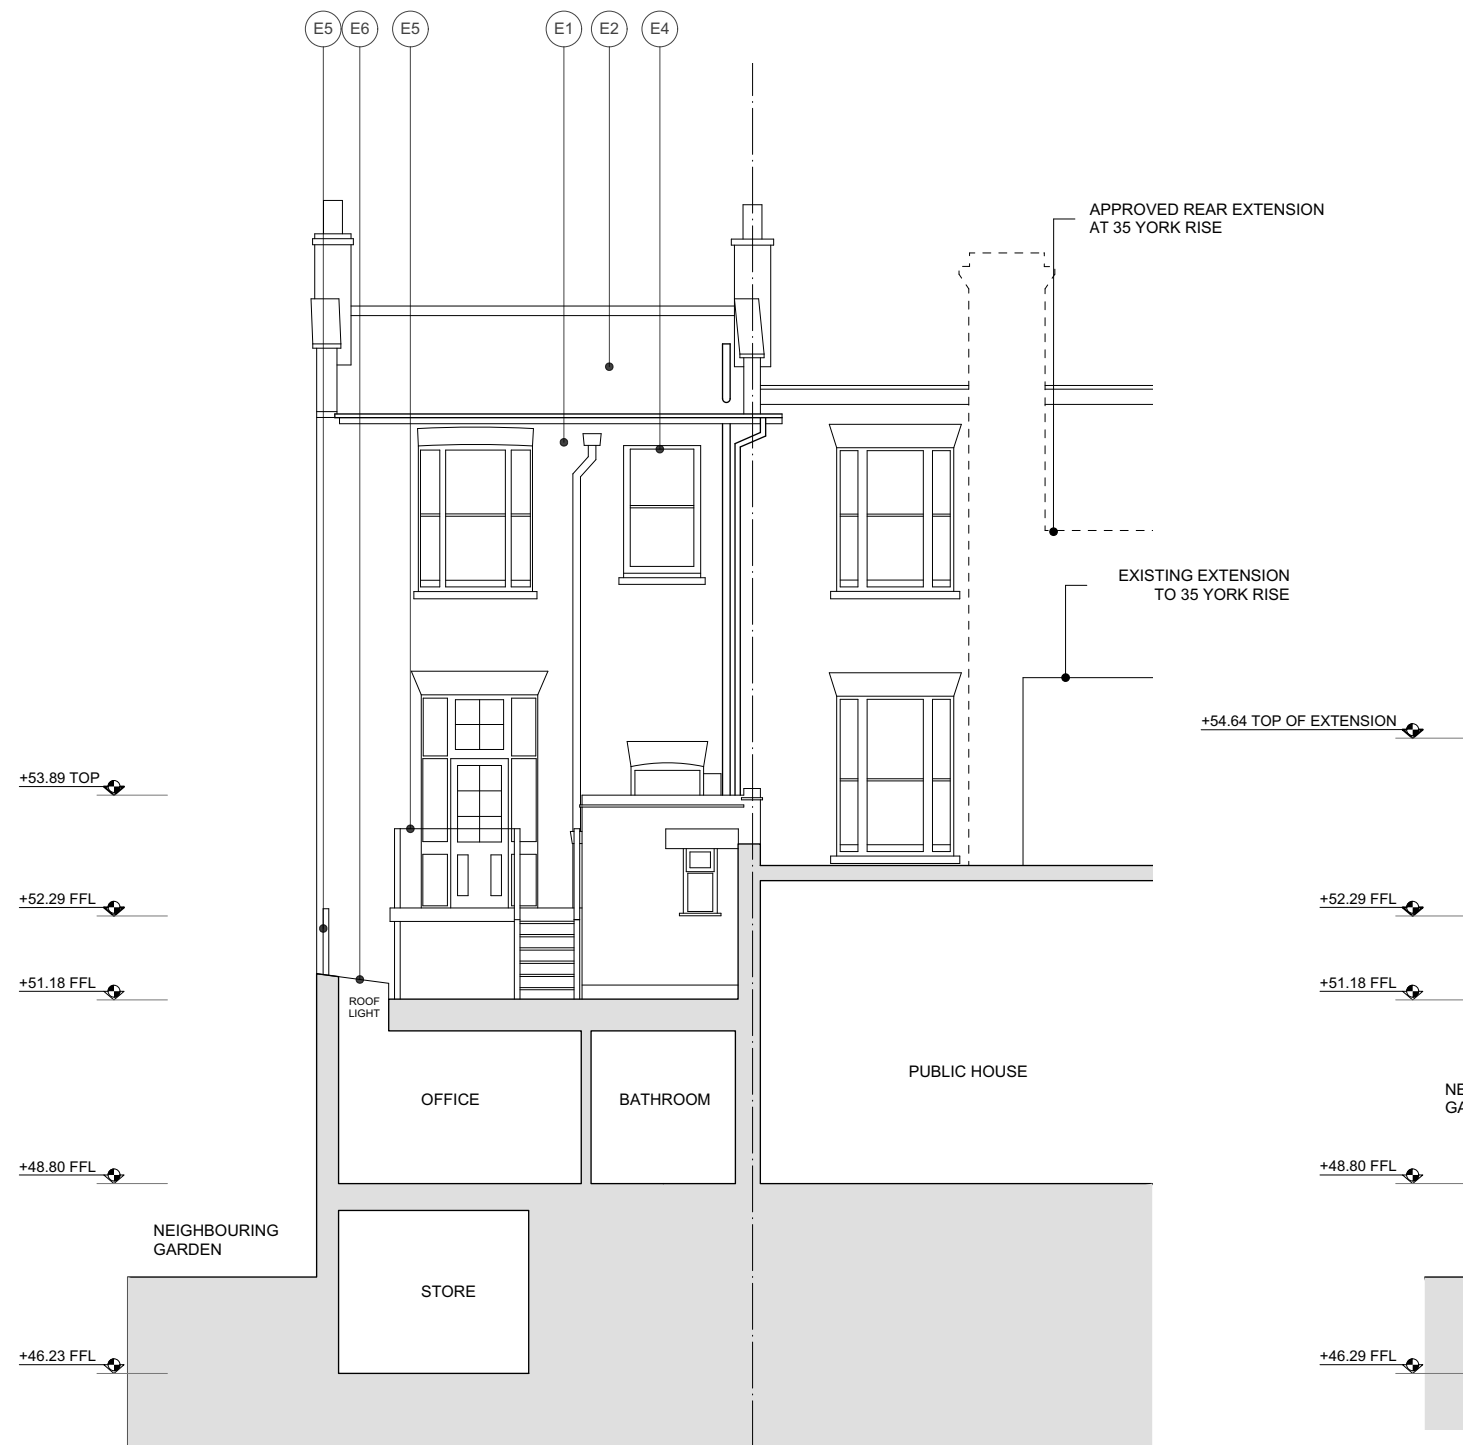 E5 E6 E5 E1 E2 E4
APPROVED REAR EXTENSION
AT 35 YORK RISE
EXISTING EXTENSION
TO 35 YORK RISE
+54.64 TOP OF EXTENSION
+53.89 TOP
+52.29 FFL
+52.29 FFL
+51.18 FFL
+51.18 FFL
ROOF
LIGHT
PUBLIC HOUSE
OFFICE
BATHROOM
NE
GA
+48.80 FFL
+48.80 FFL
NEIGHBOURING
GARDEN
STORE
+46.23 FFL
+46.29 FFL